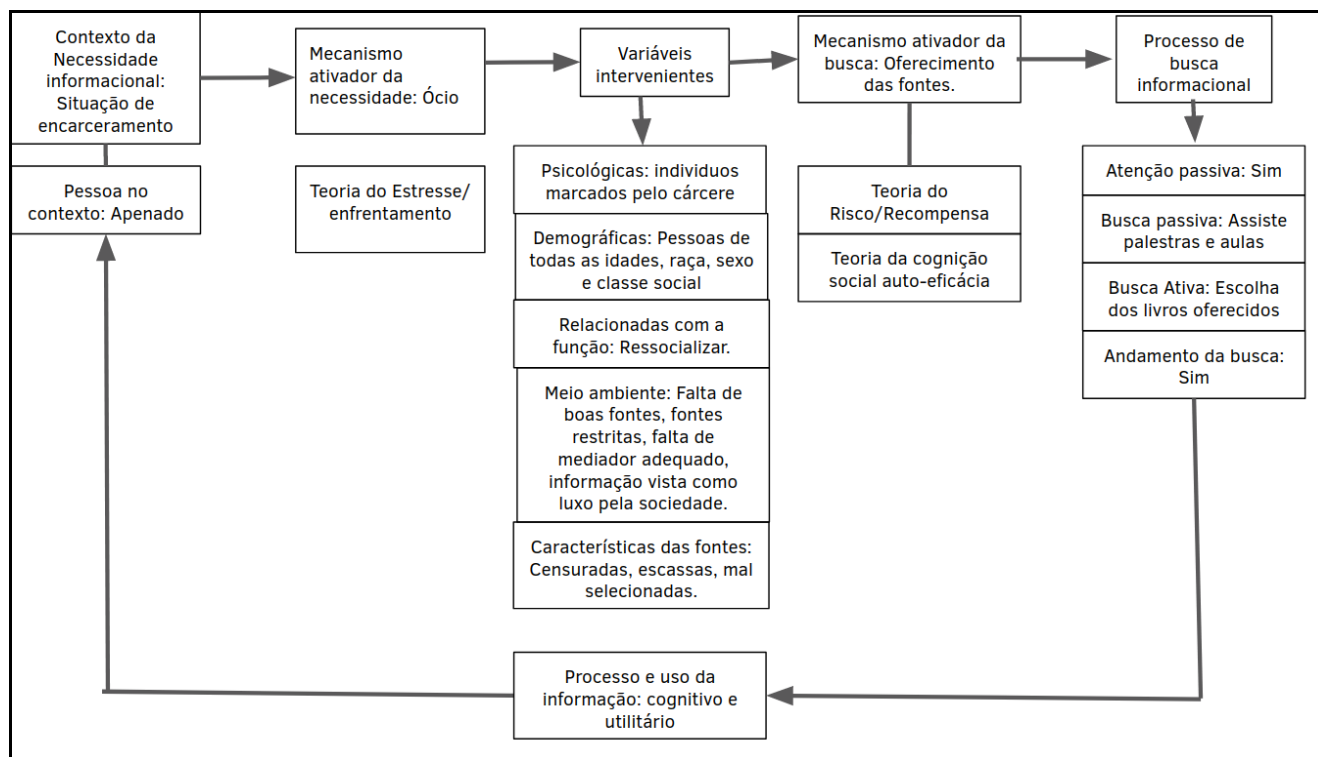 Contexto da
Necessidade
informacional:
Situação de
encarceramento
Pessoa no
contexto: Apenado
Mecanismo
ativador da
necessidade: Ócio
Teoria do Estresse/
enfrentamento
Variáveis
intervenientes
Psicológicas: individuos
marcados pelo cárcere
Demográficas: Pessoas de
todas as idades, raça, sexo
e classe social
Relacionadas com a
função: Ressocializar.
Meio ambiente: Falta de
boas fontes, fontes
restritas, falta de
mediador adequado,
informação vista como
luxo pela sociedade.
Características das fontes:
Censuradas, escassas, mal
selecionadas.
Mecanismo ativador da
busca: Oferecimento
das fontes.
Teoria do
Risco/Recompensa
Teoria da cognição
social auto-eficácia
Processo de
busca
informacional
Atenção passiva: Sim
Busca passiva: Assiste
palestras e aulas
Busca Ativa: Escolha
dos livros oferecidos
Andamento da busca:
Sim
Processo e uso da
informação: cognitivo e
utilitário